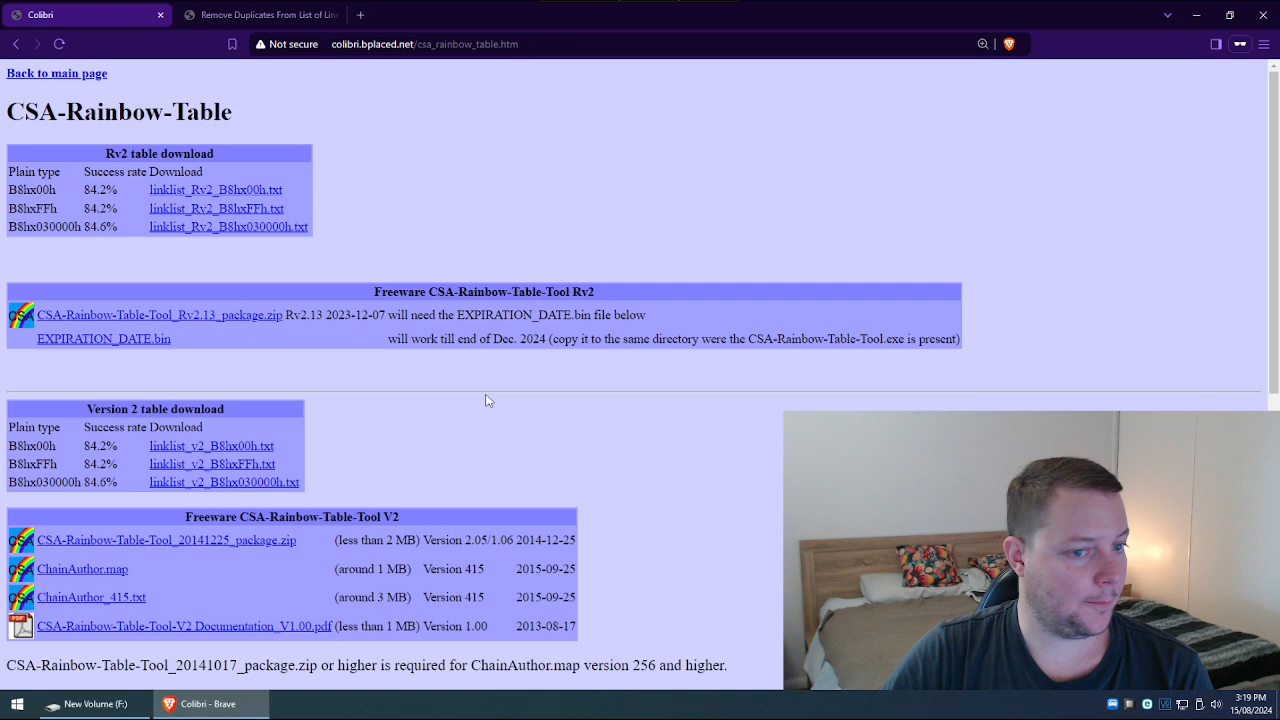 Colibri
Remove Duplicates From List of Lin
Not secure
colibri.bplaced.net/csa_rainbow_table.htm
Back to main page
CSA-Rainbow-Table
Rv2 table download
Plain type Success rate Download
B8hx00h 84.2% linklist_Rv2_B8hx00h.txt
B8hxFFh 84.2% linklist_Rv2_B8hxFFh.txt
B8hx030000h 84.6% linklist_Rv2_B8hx030000h.txt
Freeware CSA-Rainbow-Table-Tool Rv2
CSA CSA-Rainbow-Table-Tool_Rv2.13_package.zip Rv2.13 2023-12-07 will need the EXPIRATION_DATE.bin file below
EXPIRATION_DATE.bin will work till end of Dec. 2024 (copy it to the same directory were the CSA-Rainbow-Table-Tool.exe is present)
Version 2 table download
Plain type Success rate Download
B8hx00h 84.2% linklist_v2_B8hx00h.txt
B8hxFFh 84.2% linklist_v2_B8hxFFh.txt
B8hx030000h 84.6% linklist_v2_B8hx030000h.txt
Freeware CSA-Rainbow-Table-Tool V2
CSA CSA-Rainbow-Table-Tool_20141225_package.zip (less than 2 MB) Version 2.05/1.06 2014-12-25
CSA ChainAuthor.map (around 1 MB) Version 415 2015-09-25
CSA ChainAuthor_415.txt (around 3 MB) Version 415 2015-09-25
PDF CSA-Rainbow-Table-Tool-V2 Documentation_V1.00.pdf (less than 1 MB) Version 1.00 2013-08-17
CSA-Rainbow-Table-Tool_20141017_package.zip or higher is required for ChainAuthor.map version 256 and higher.
New Volume (F:)
Colibri - Brave
3:19 PM
15/08/2024